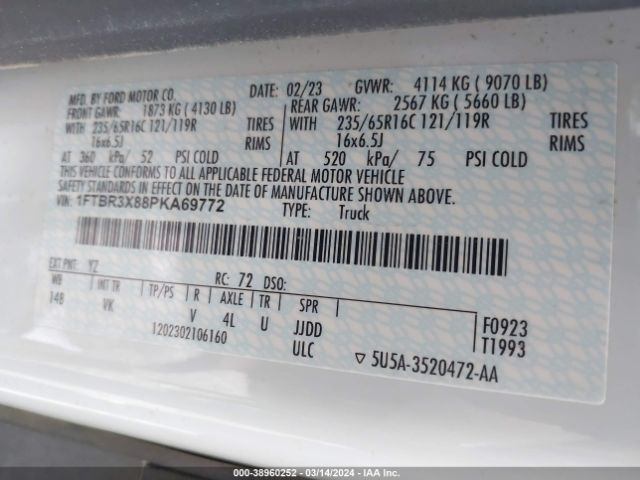 MFD. BY FORD MOTOR CO. DATE: 02/23 GVWR: 4114 KG ( 9070 LB)
FRONT GAWR: 1873 KG ( 4130 LB) REAR GAWR: 2567 KG ( 5660 LB)
WITH 235/65R16C 121/119R TIRES WITH 235/65R16C 121/119R TIRES
16x6.5J RIMS 16x6.5J RIMS
AT 360 kPa/ 52 PSI COLD AT 520 kPa/ 75 PSI COLD
THIS VEHICLE CONFORMS TO ALL APPLICABLE FEDERAL MOTOR VEHICLE
SAFETY STANDARDS IN EFFECT ON THE DATE OF MANUFACTURE SHOWN ABOVE.
VIN: 1FTBR3X88PKA69772 TYPE: Truck
EXT PNT: YZ RC: 72 DSO:
WB INT TR TP/PS R AXLE TR SPR
148 VK V 4L U JJDD F0923
1202302106160 ULC T1993
▽ 5U5A-3520472-AA
000-38960252 - 03/14/2024 - IAA Inc.